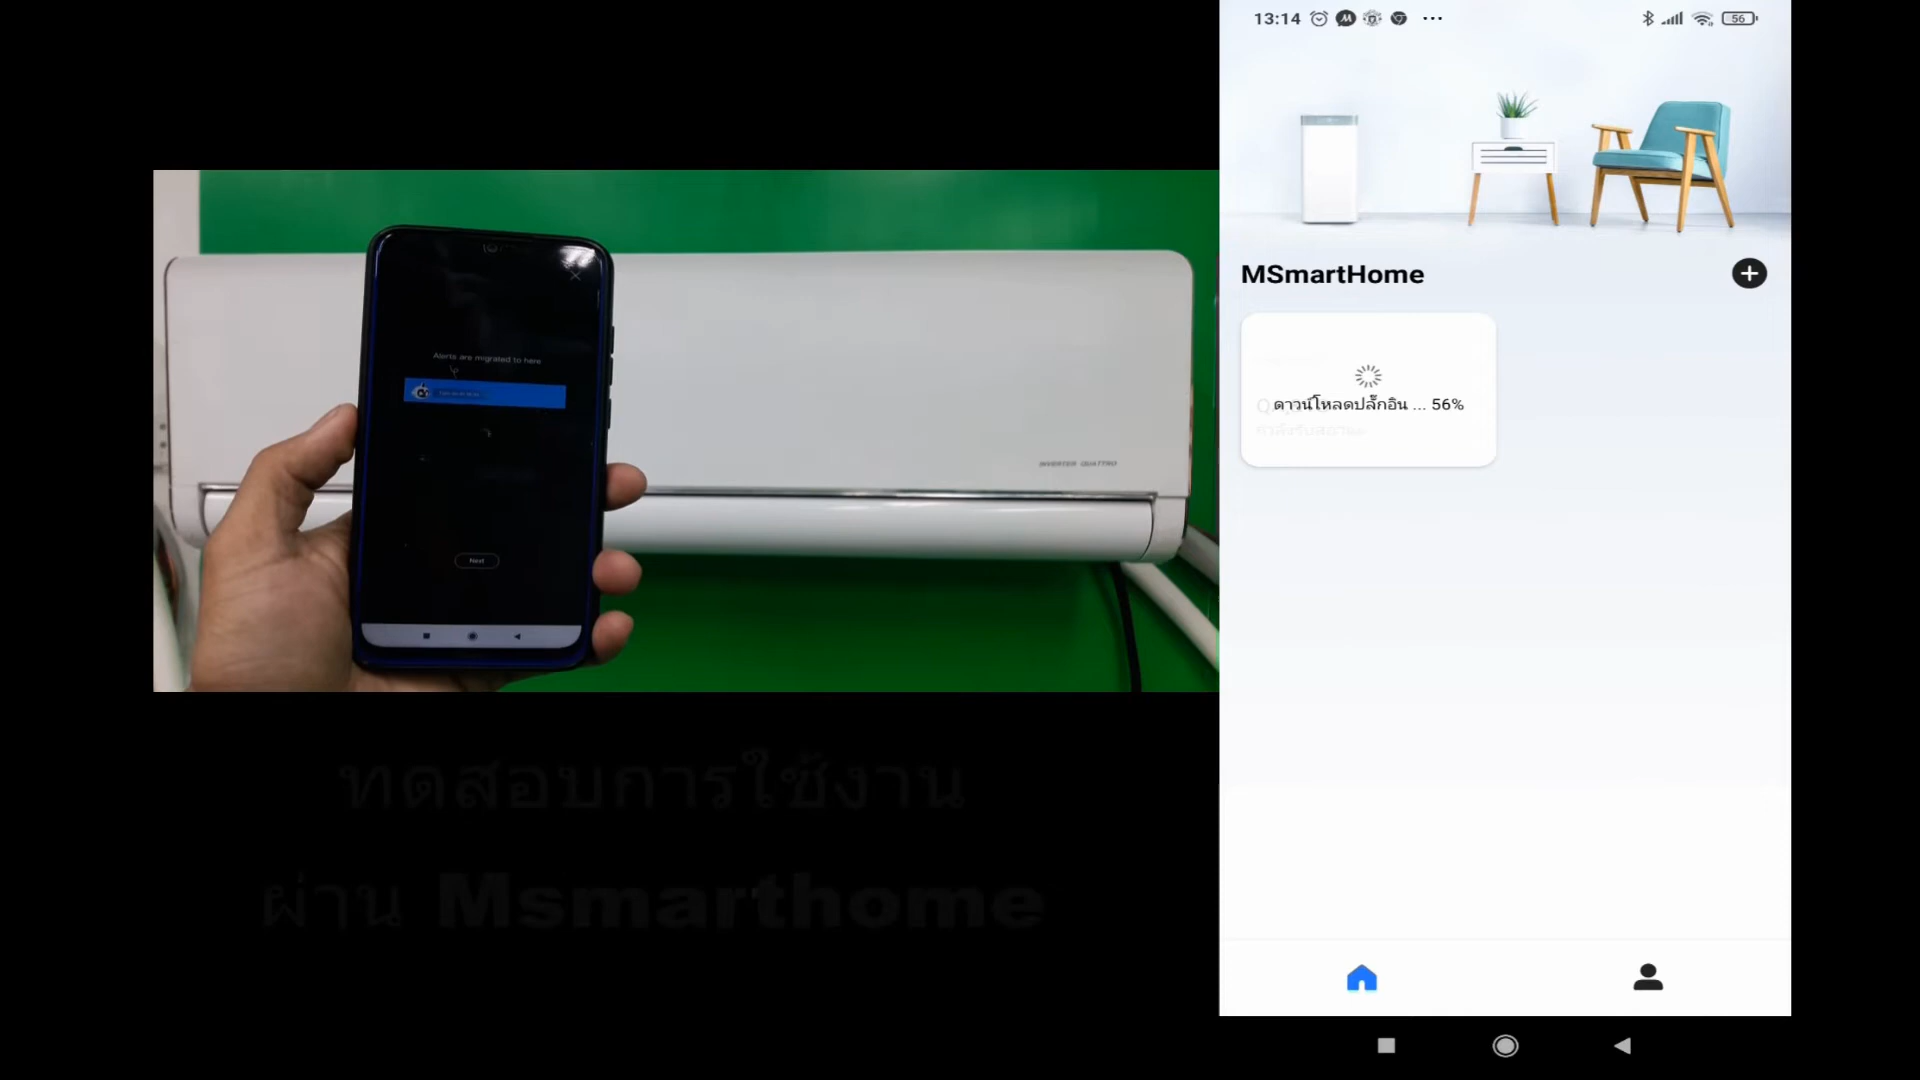 13:14
56
MSmartHome
ดาวน์โหลดปลั๊กอิน ... 56%
Alerts are migrated to here
INVERTER QUATTRO
Next
ทดสอบการใช้งาน
ผ่าน Msmarthome